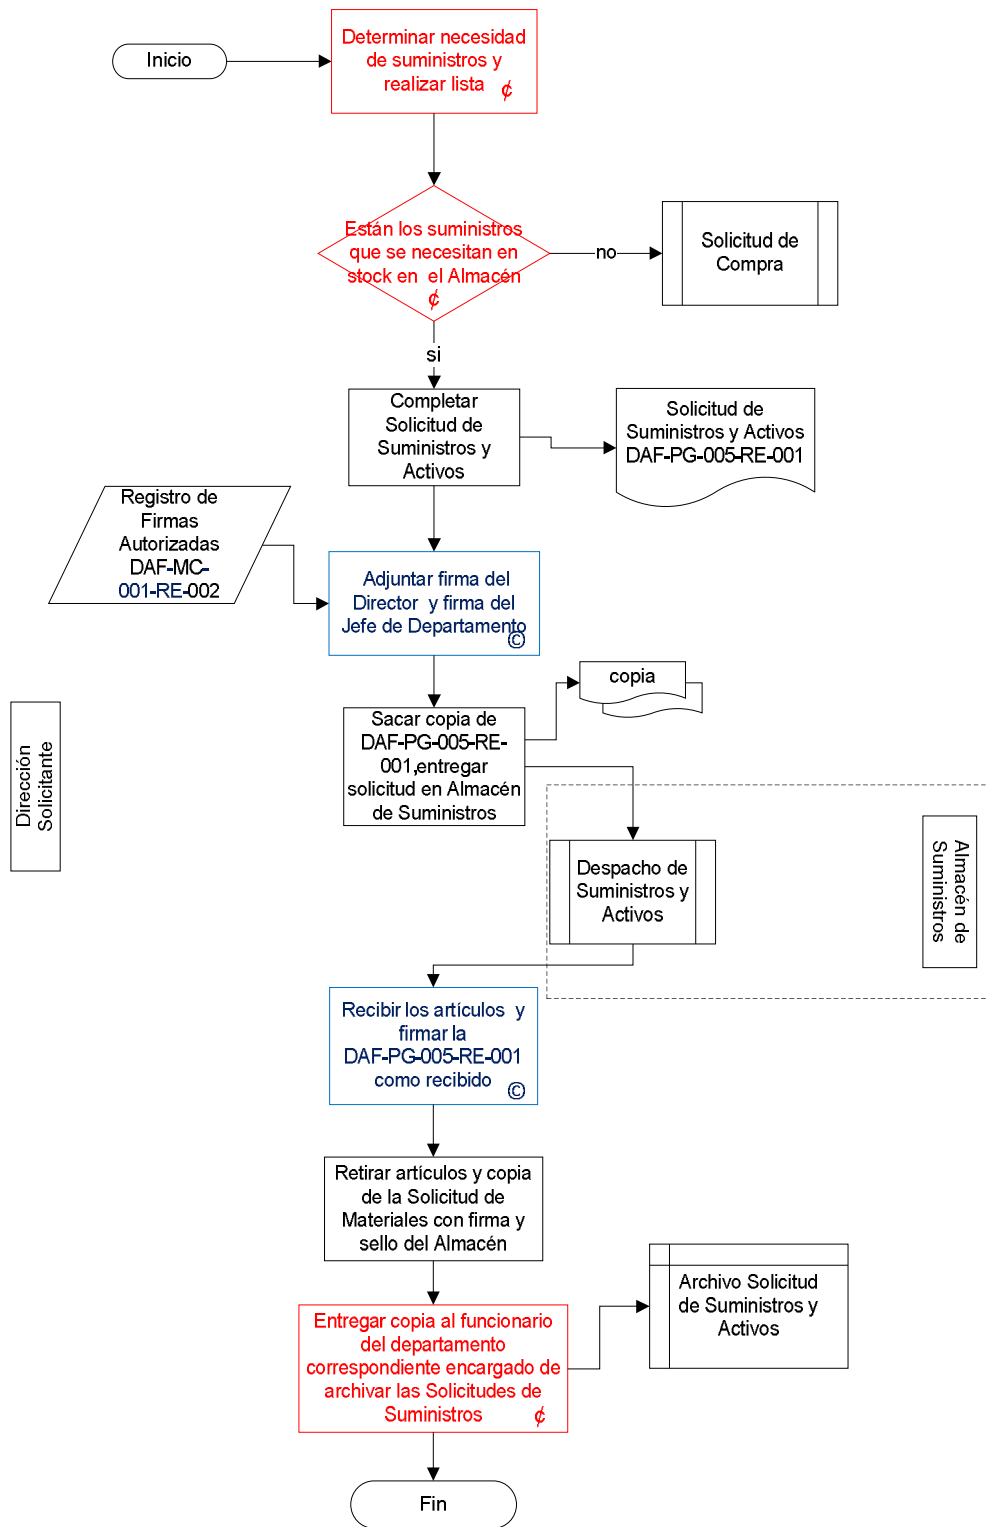 Inicio
Determinar necesidad
de suministros y
realizar lista ¢
Están los suministros
que se necesitan en
stock en el Almacén
¢
no
Solicitud de
Compra
si
Completar
Solicitud de
Suministros y
Activos
Solicitud de
Suministros y Activos
DAF-PG-005-RE-001
Registro de
Firmas
Autorizadas
DAF-MC-
001-RE-002
Adjuntar firma del
Director y firma del
Jefe de Departamento
©
copia
Sacar copia de
DAF-PG-005-RE-
001,entregar
solicitud en Almacén
de Suministros
Dirección
Solicitante
Almacén de
Suministros
Despacho de
Suministros y
Activos
Recibir los artículos y
firmar la
DAF-PG-005-RE-001
como recibido
©
Retirar artículos y copia
de la Solicitud de
Materiales con firma y
sello del Almacén
Entregar copia al funcionario
del departamento
correspondiente encargado de
archivar las Solicitudes de
Suministros ¢
Archivo Solicitud
de Suministros y
Activos
Fin